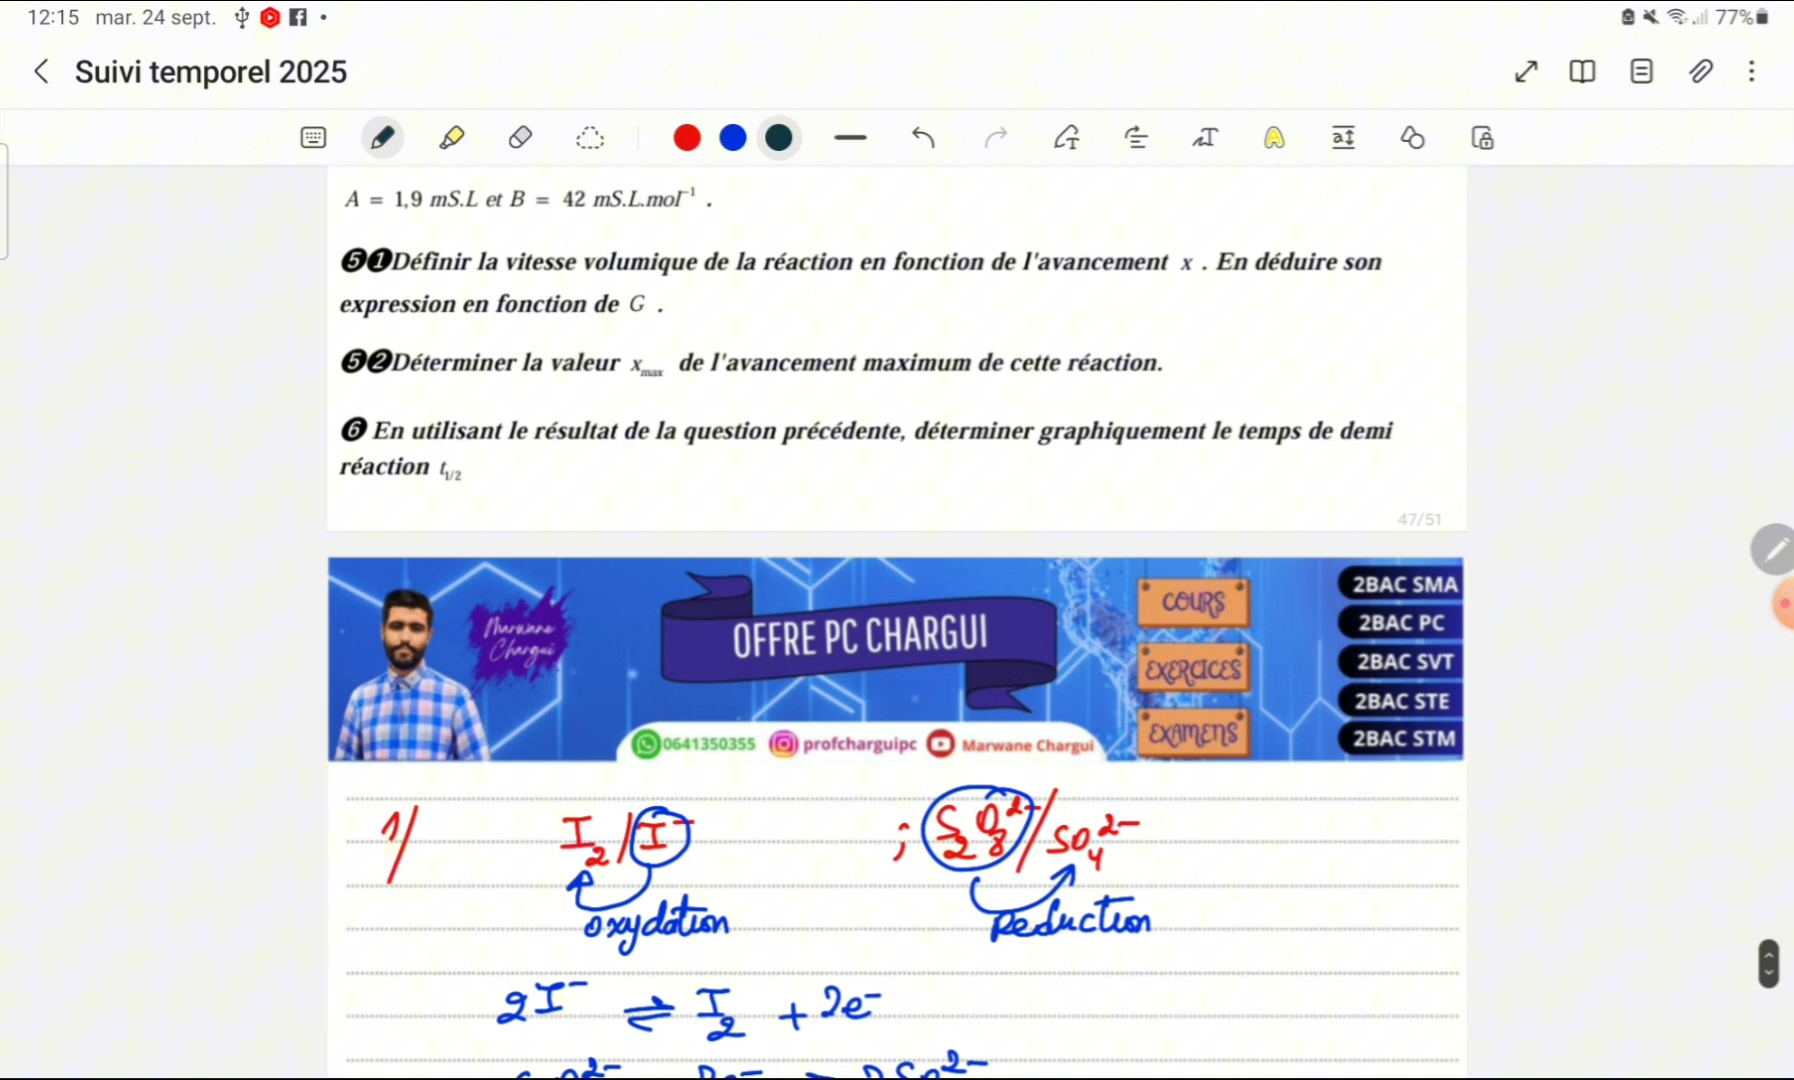 12:15 mar. 24 sept. 77%
Suivi temporel 2025
A = 1,9 mS.L et B = 42 mS.L.mol⁻¹ .
❺❶Définir la vitesse volumique de la réaction en fonction de l'avancement x . En déduire son
expression en fonction de G .
❺❷Déterminer la valeur xmax de l'avancement maximum de cette réaction.
❻ En utilisant le résultat de la question précédente, déterminer graphiquement le temps de demi
réaction t1/2
47/51
Marwane
Chargui
OFFRE PC CHARGUI
COURS
EXERCICES
EXAMENS
2BAC SMA
2BAC PC
2BAC SVT
2BAC STE
2BAC STM
0641350355 profcharguipc Marwane Chargui
1/ I₂/I⁻ ; S₂O₈²⁻/SO₄²⁻
oxydation Reduction
2I⁻ ⇌ I₂ + 2e⁻